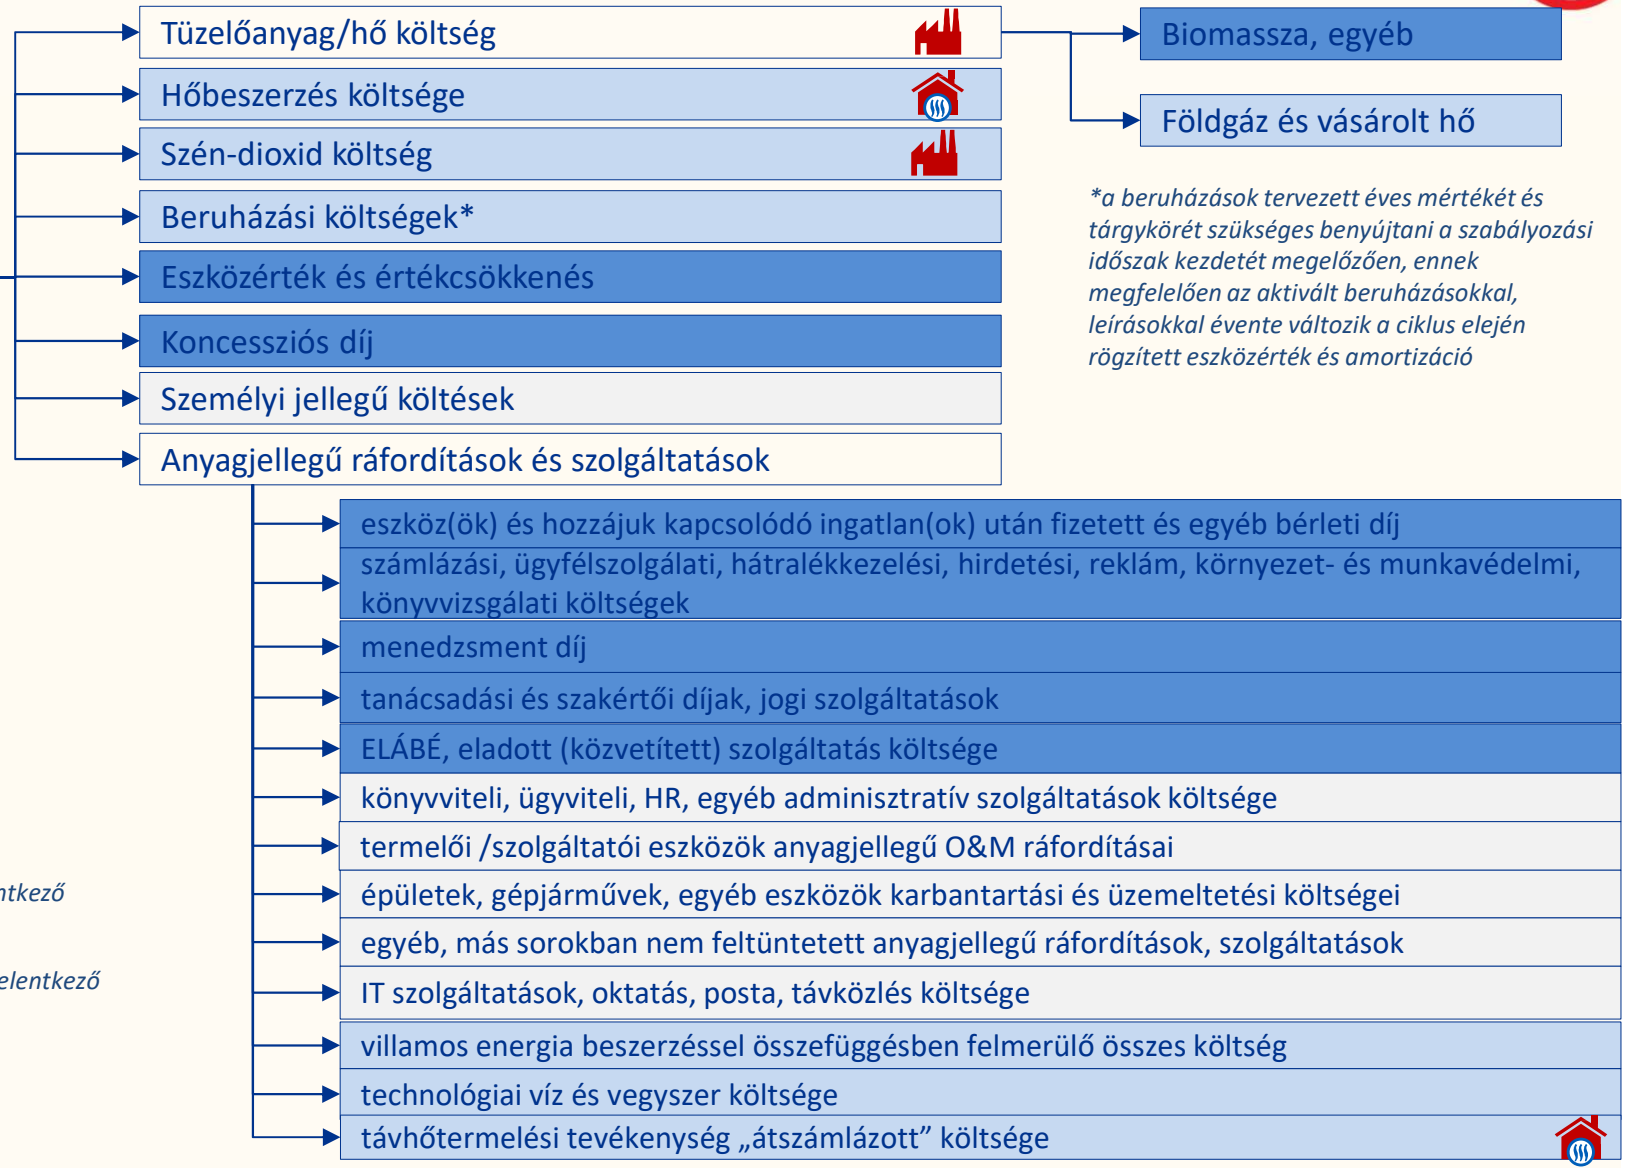 Tüzelőanyag/hő költség
Hőbeszerzés költsége
Szén-dioxid költség
Beruházási költségek*
Eszközérték és értékcsökkenés
Koncessziós díj
Személyi jellegű költések
Anyagjellegű ráfordítások és szolgáltatások
Biomassza, egyéb
Földgáz és vásárolt hő
*a beruházások tervezett éves mértékét és
tárgykörét szükséges benyújtani a szabályozási
időszak kezdetét megelőzően, ennek
megfelelően az aktivált beruházásokkal,
leírásokkal évente változik a ciklus elején
rögzített eszközérték és amortizáció
eszköz(ök) és hozzájuk kapcsolódó ingatlan(ok) után fizetett és egyéb bérleti díj
számlázási, ügyfélszolgálati, hátralékkezelési, hirdetési, reklám, környezet- és munkavédelmi,
könyvvizsgálati költségek
menedzsment díj
tanácsadási és szakértői díjak, jogi szolgáltatások
ELÁBÉ, eladott (közvetített) szolgáltatás költsége
könyvviteli, ügyviteli, HR, egyéb adminisztratív szolgáltatások költsége
termelői /szolgáltatói eszközök anyagjellegű O&M ráfordításai
épületek, gépjárművek, egyéb eszközök karbantartási és üzemeltetési költségei
egyéb, más sorokban nem feltüntetett anyagjellegű ráfordítások, szolgáltatások
IT szolgáltatások, oktatás, posta, távközlés költsége
villamos energia beszerzéssel összefüggésben felmerülő összes költség
technológiai víz és vegyszer költsége
távhőtermelési tevékenység „átszámlázott” költsége
ntkező
elentkező